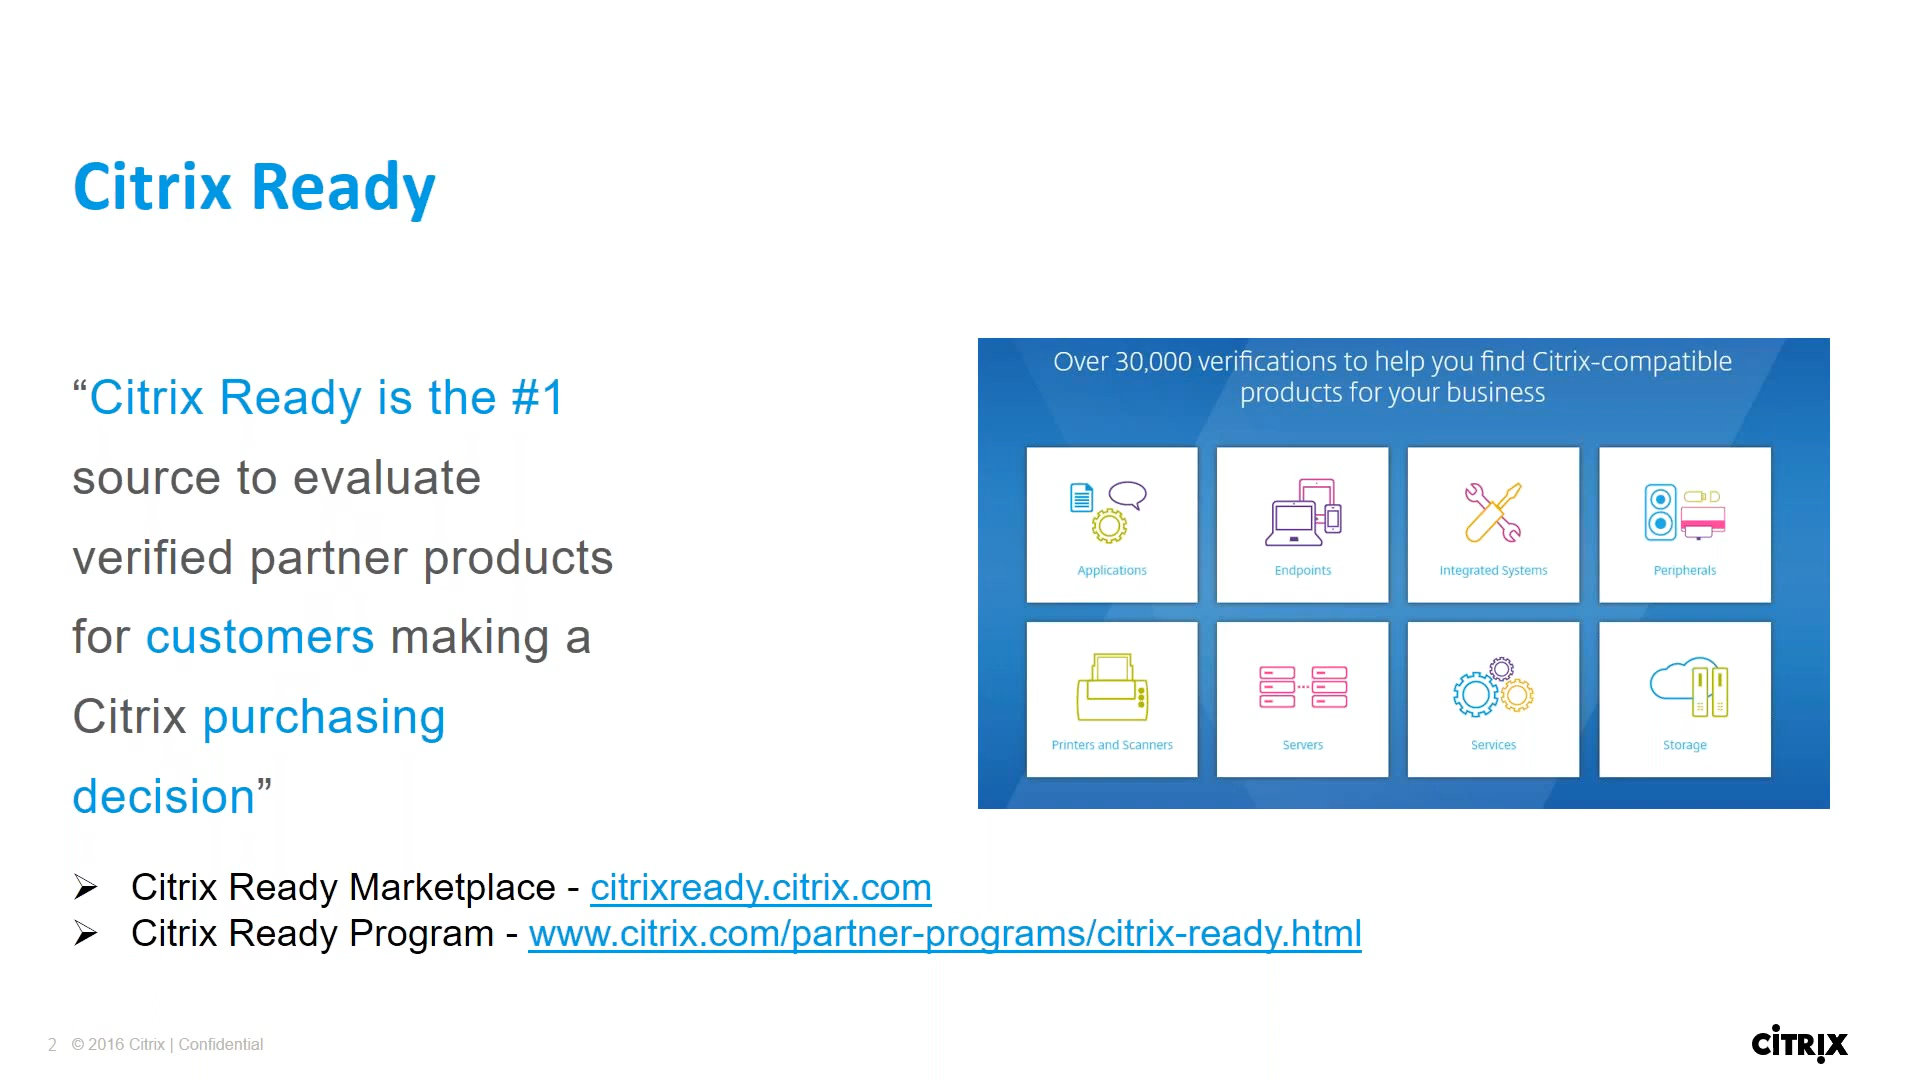 Citrix Ready
“Citrix Ready is the #1
source to evaluate
verified partner products
for customers making a
Citrix purchasing
decision”
Over 30,000 verifications to help you find Citrix-compatible
products for your business
Applications
Endpoints
Integrated Systems
Peripherals
Printers and Scanners
Servers
Services
Storage
➢ Citrix Ready Marketplace - citrixready.citrix.com
➢ Citrix Ready Program - www.citrix.com/partner-programs/citrix-ready.html
2 © 2016 Citrix | Confidential
CITRIX